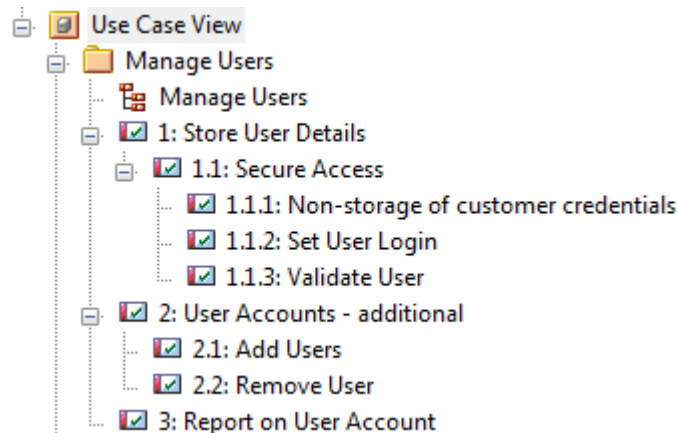 Use Case View
Manage Users
Manage Users
1: Store User Details
1.1: Secure Access
1.1.1: Non-storage of customer credentials
1.1.2: Set User Login
1.1.3: Validate User
2: User Accounts - additional
2.1: Add Users
2.2: Remove User
3: Report on User Account